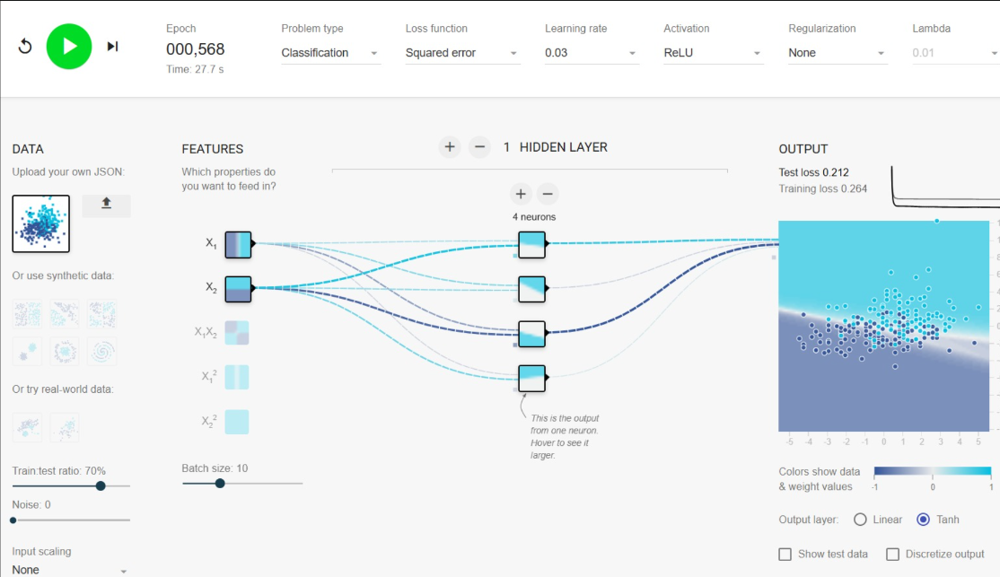 Epoch
000,568
Time: 27.7 s
Problem type
Classification
Loss function
Squared error
Learning rate
0.03
Activation
ReLU
Regularization
None
Lambda
0.01
DATA
Upload your own JSON:
Or use synthetic data:
Or try real-world data:
Train:test ratio: 70%
Noise: 0
Input scaling
None
FEATURES
Which properties do
you want to feed in?
X₁
X₂
X₁X₂
X₁²
X₂²
Batch size: 10
+ − 1 HIDDEN LAYER
+ −
4 neurons
This is the output
from one neuron.
Hover to see it
larger.
OUTPUT
Test loss 0.212
Training loss 0.264
-5 -4 -3 -2 -1 0 1 2 3 4 5
Colors show data
& weight values
-1 0 1
Output layer: Linear Tanh
Show test data Discretize output